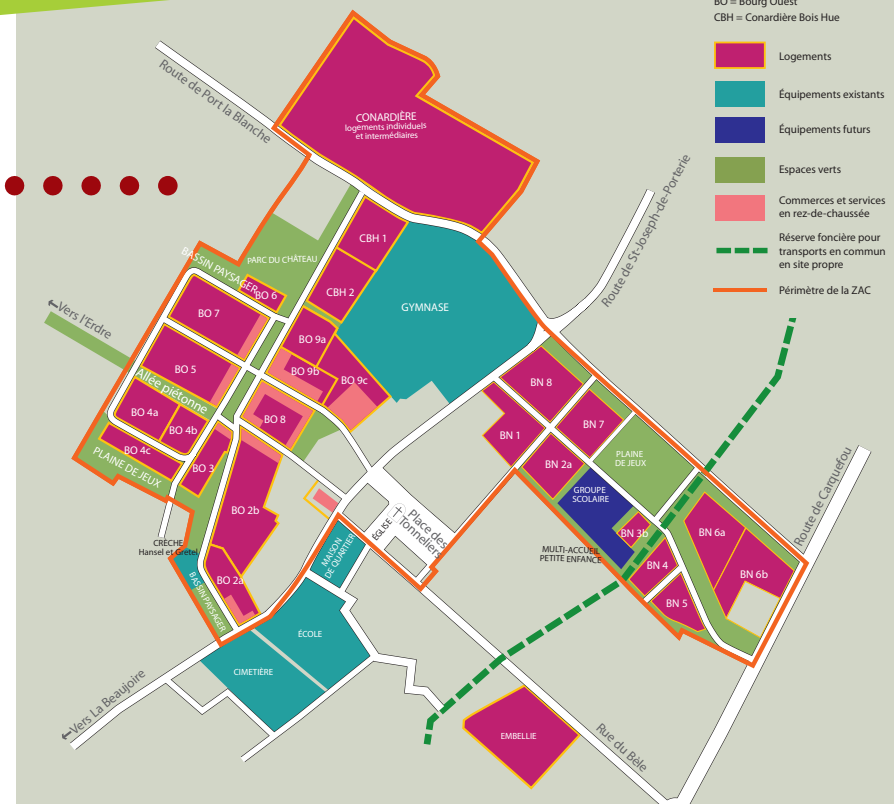 BO = Bourg Ouest
CBH = Conardière Bois Hue
Logements
Équipements existants
Équipements futurs
Espaces verts
Commerces et services
en rez-de-chaussée
Réserve foncière pour
transports en commun
en site propre
Périmètre de la ZAC
Route de Port la Blanche
CONARDIÈRE
logements individuels
et intermédiaires
Route de St-Joseph-de-Porterie
CBH 1
PARC DU CHÂTEAU
BASSIN PAYSAGER
CBH 2
BO 6
GYMNASE
Vers l'Erdre
BO 7
BO 9a
BO 5
BO 9b
BO 9c
Allée piétonne
BO 4a
BO 4b
BO 8
BO 4c
PLAINE DE JEUX
BO 3
BN 8
BN 7
BN 1
BN 2a
PLAINE
DE JEUX
GROUPE
SCOLAIRE
BO 2b
Route de Carquefou
ÉGLISE
Place des
Tonneliers
BN 3b
BN 6a
CRÈCHE
Hansel et Gretel
MAISON
DE QUARTIER
MULTI-ACCUEIL
PETITE ENFANCE
BN 4
BN 6b
BO 2a
BASSIN PAYSAGER
BN 5
ÉCOLE
CIMETIÈRE
Vers La Beaujoire
EMBELLIE
Rue du Bêle